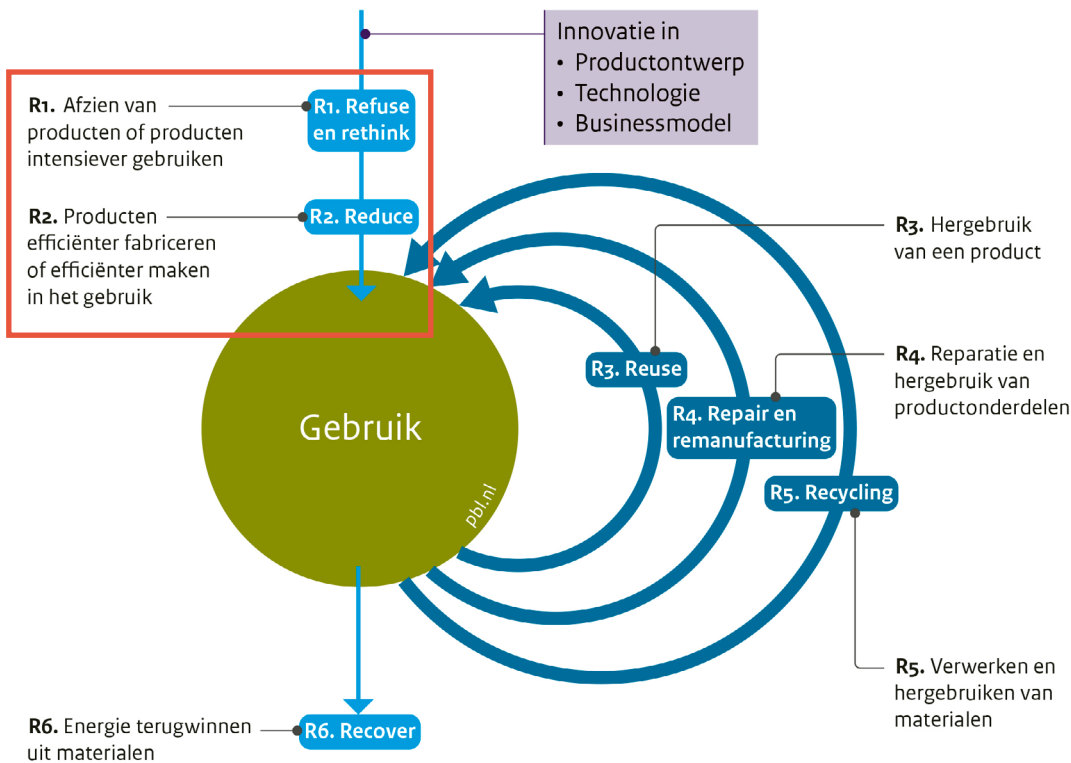 Innovatie in
• Productontwerp
• Technologie
• Businessmodel
R1. Afzien van
producten of producten
intensiever gebruiken
R1. Refuse
en rethink
R2. Producten
efficiënter fabriceren
of efficiënter maken
in het gebruik
R2. Reduce
R3. Hergebruik
van een product
R3. Reuse
R4. Reparatie en
hergebruik van
productonderdelen
R4. Repair en
remanufacturing
Gebruik
pbl.nl
R5. Recycling
R5. Verwerken en
hergebruiken van
materialen
R6. Energie terugwinnen
uit materialen
R6. Recover